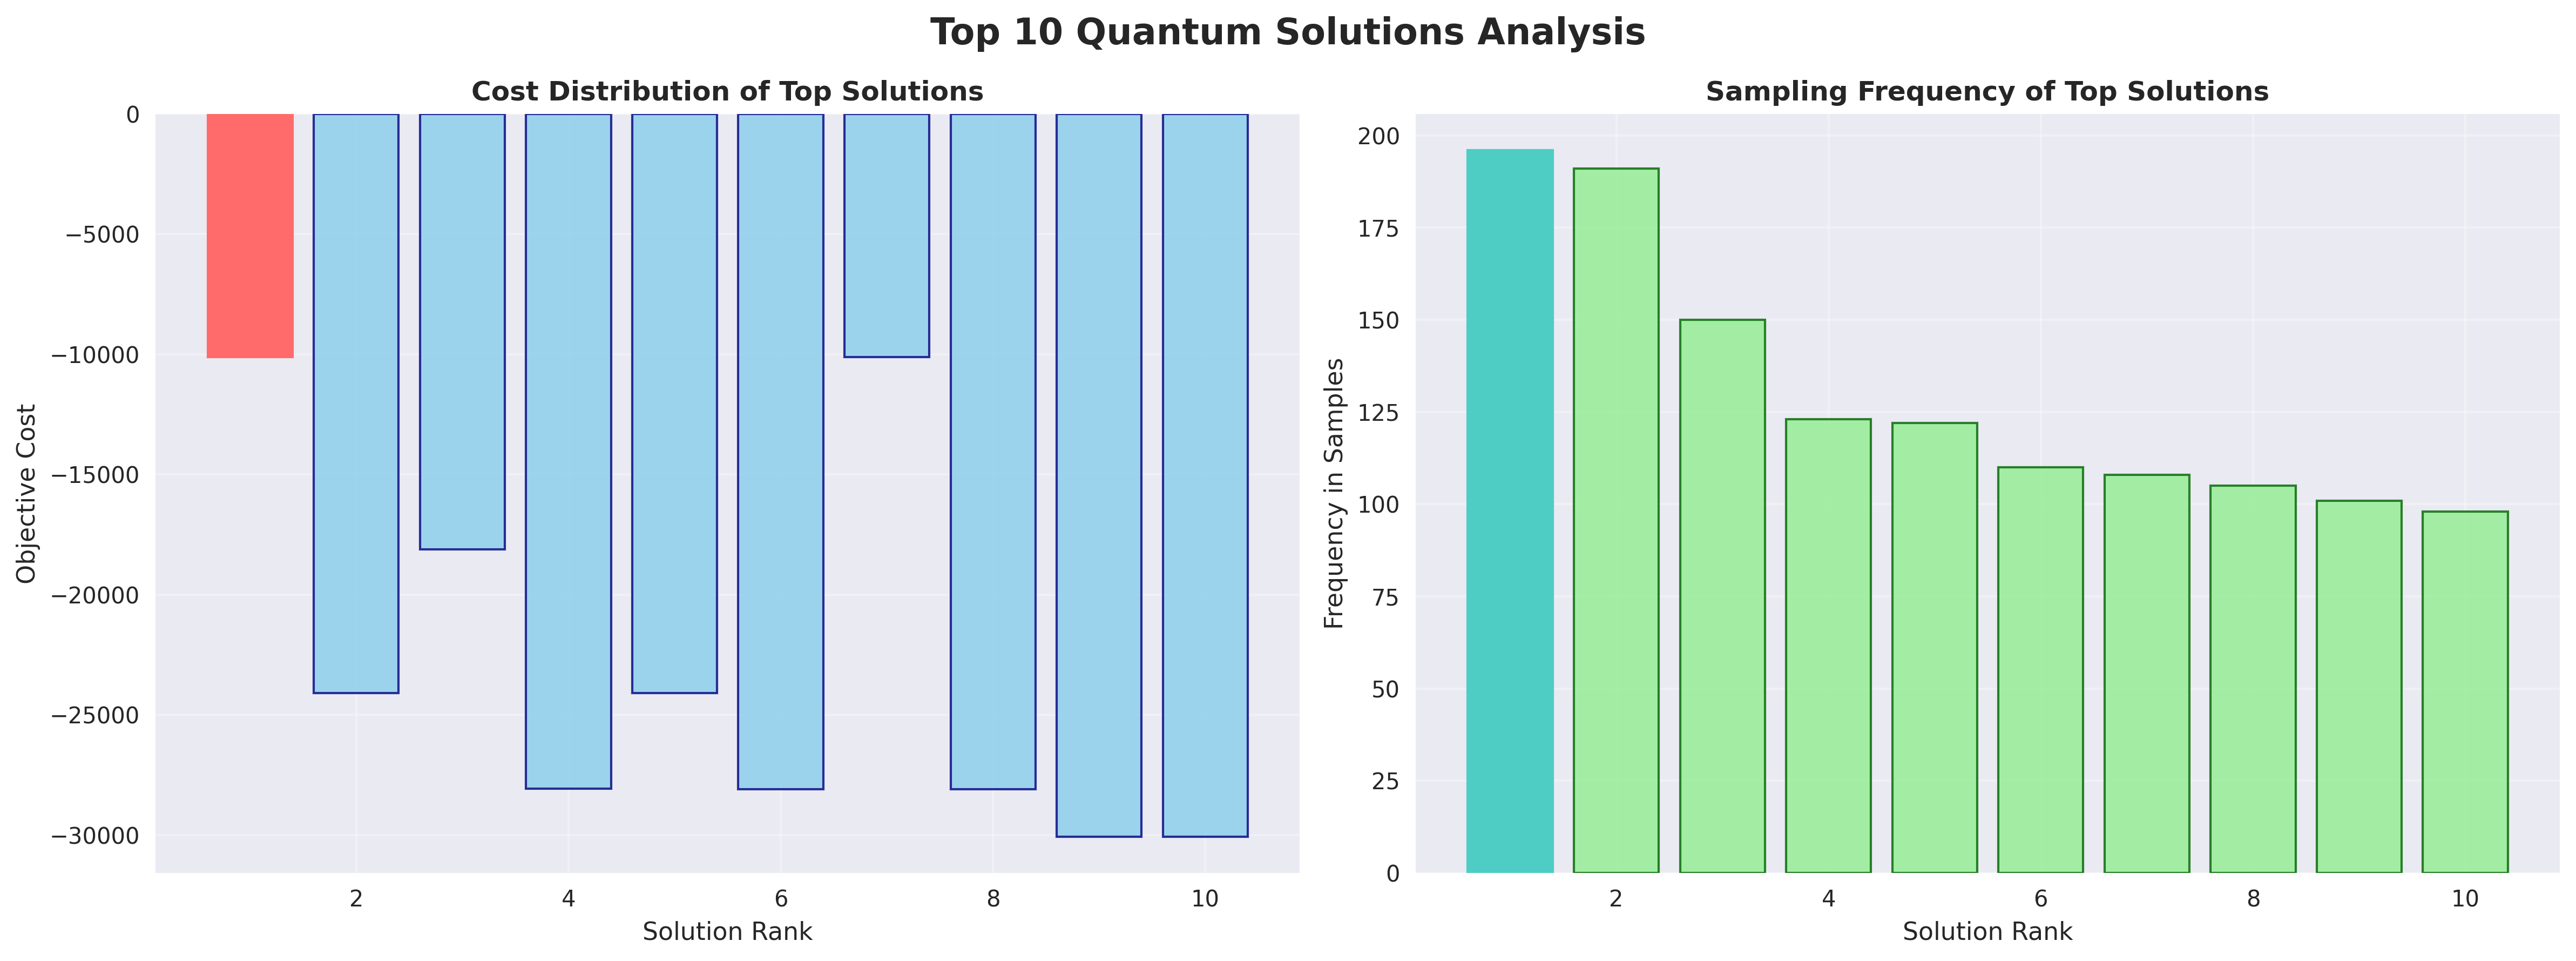 Top 10 Quantum Solutions Analysis
Cost Distribution of Top Solutions
0
−5000
−10000
−15000
−20000
−25000
−30000
Objective Cost
2 4 6 8 10
Solution Rank
Sampling Frequency of Top Solutions
200
175
150
125
100
75
50
25
0
Frequency in Samples
2 4 6 8 10
Solution Rank